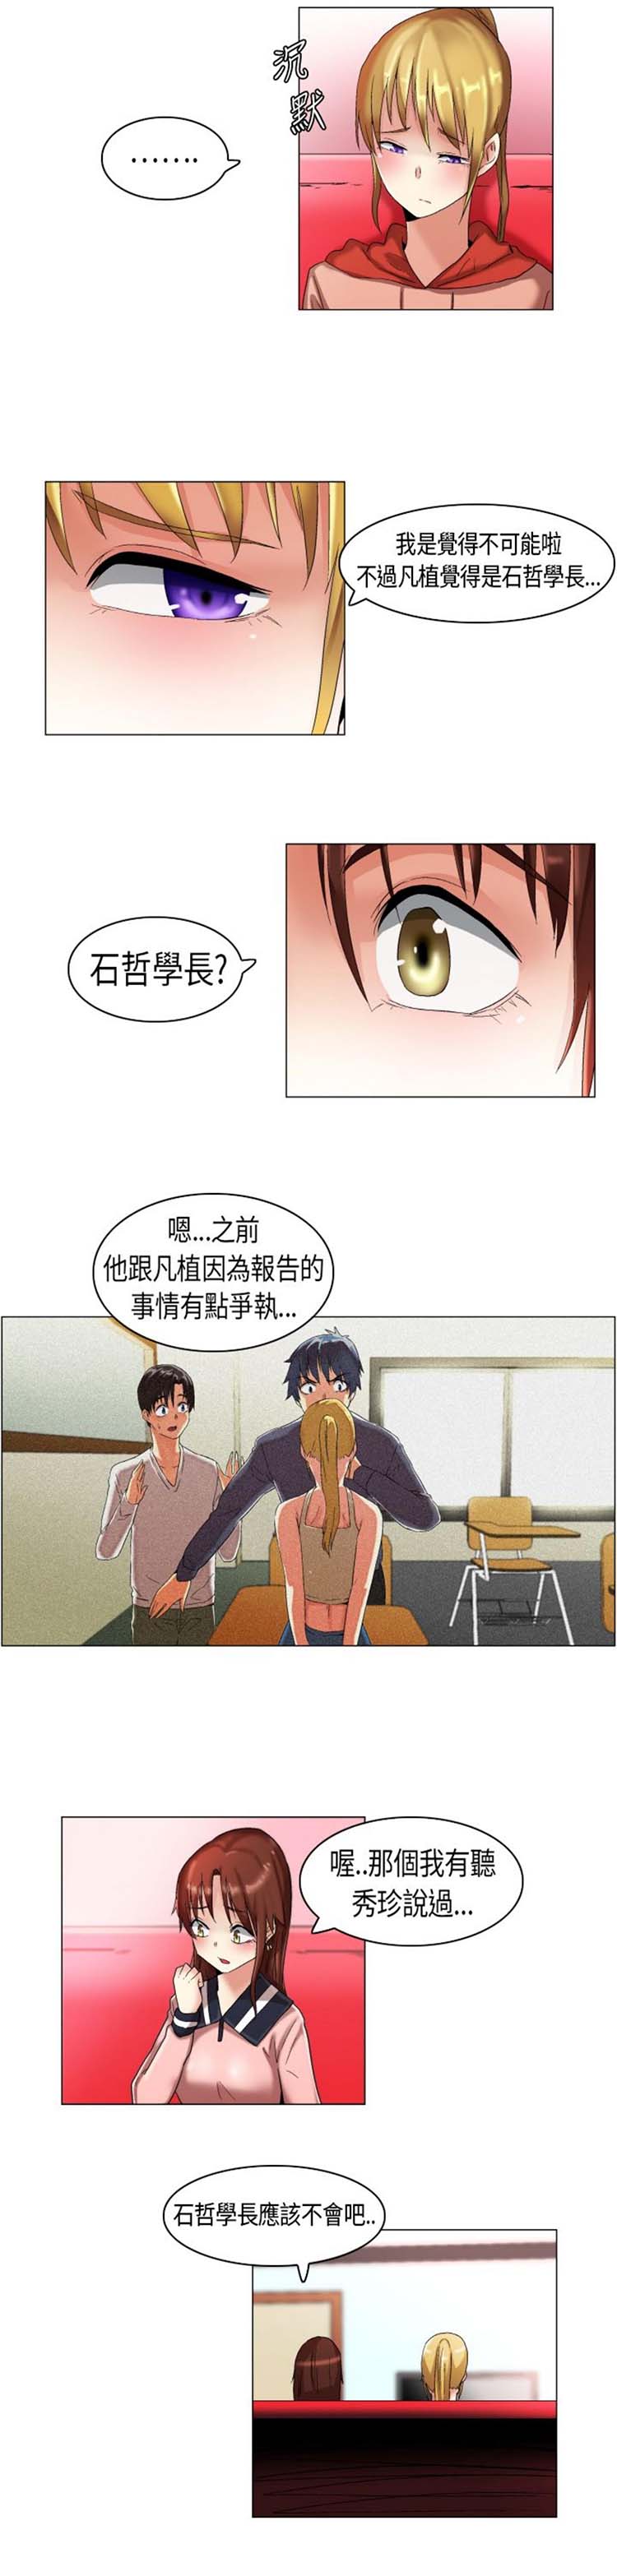 沉
默
.......
我是覺得不可能啦
不過凡植覺得是石哲學長...
石哲學長?
嗯...之前
他跟凡植因為報告的
事情有點爭執...
喔..那個我有聽
秀珍說過...
石哲學長應該不會吧..